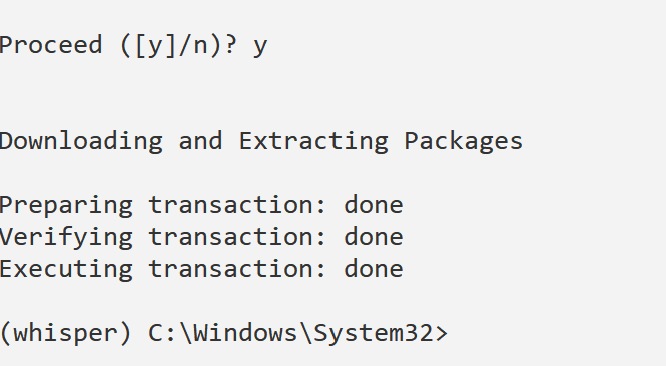 Proceed ([y]/n)? y
Downloading and Extracting Packages
Preparing transaction: done
Verifying transaction: done
Executing transaction: done
(whisper) C:\Windows\System32>